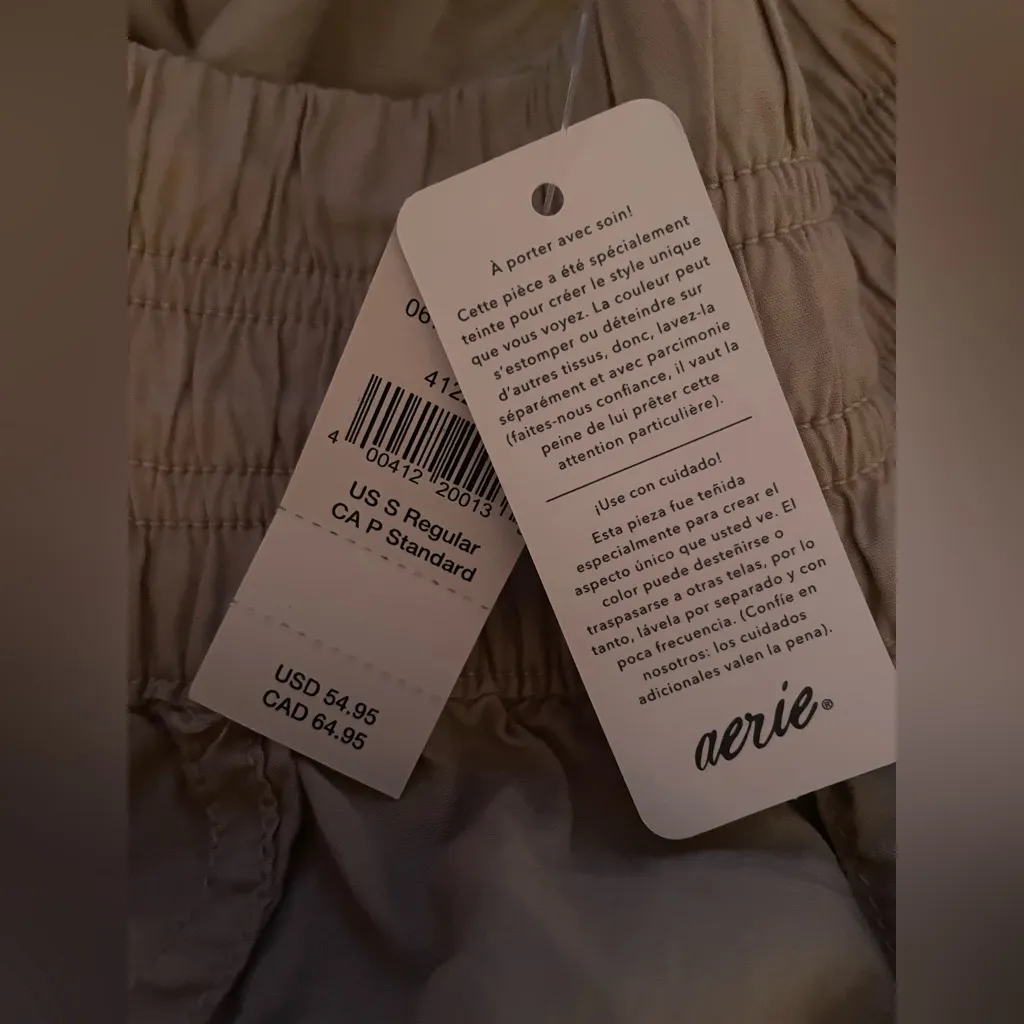 À porter avec soin!
Cette pièce a été spécialement
teinte pour créer le style unique
que vous voyez. La couleur peut
s'estomper ou déteindre sur
d'autres tissus, donc, lavez-la
séparément et avec parcimonie
(faites-nous confiance, il vaut la
peine de lui prêter cette
attention particulière).
¡Use con cuidado!
Esta pieza fue teñida
especialmente para crear el
aspecto único que usted ve. El
color puede desteñirse o
traspasarse a otras telas, por lo
tanto, lávela por separado y con
poca frecuencia. (Confíe en
nosotros: los cuidados
adicionales valen la pena).
aerie®
4 00412 20013
US S Regular
CA P Standard
USD 54.95
CAD 64.95